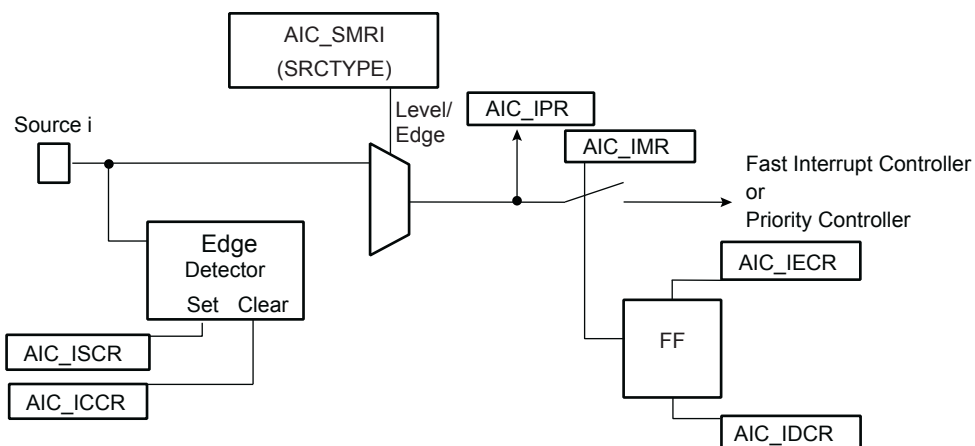 AIC_SMRI
(SRCTYPE)
Level/
Edge
AIC_IPR
AIC_IMR
Source i
Fast Interrupt Controller
or
Priority Controller
Edge
Detector
Set Clear
AIC_IECR
FF
AIC_ISCR
AIC_ICCR
AIC_IDCR